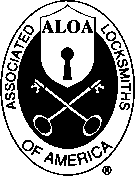 ALOA
ASSOCIATED
LOCKSMITHS
OF AMERICA
®